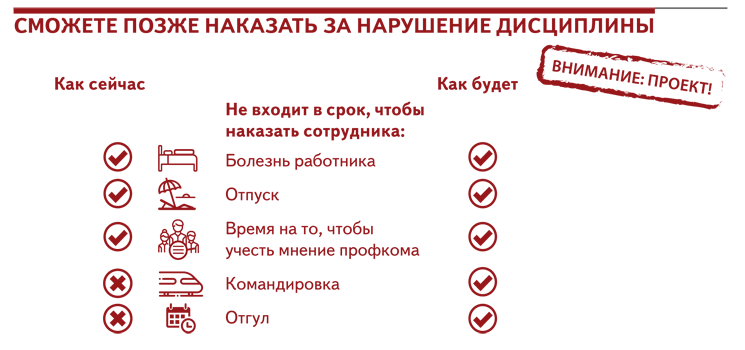 СМОЖЕТЕ ПОЗЖЕ НАКАЗАТЬ ЗА НАРУШЕНИЕ ДИСЦИПЛИНЫ
ВНИМАНИЕ: ПРОЕКТ!
Как сейчас
Как будет
Не входит в срок, чтобы
наказать сотрудника:
Болезнь работника
Отпуск
Время на то, чтобы
учесть мнение профкома
Командировка
Отгул